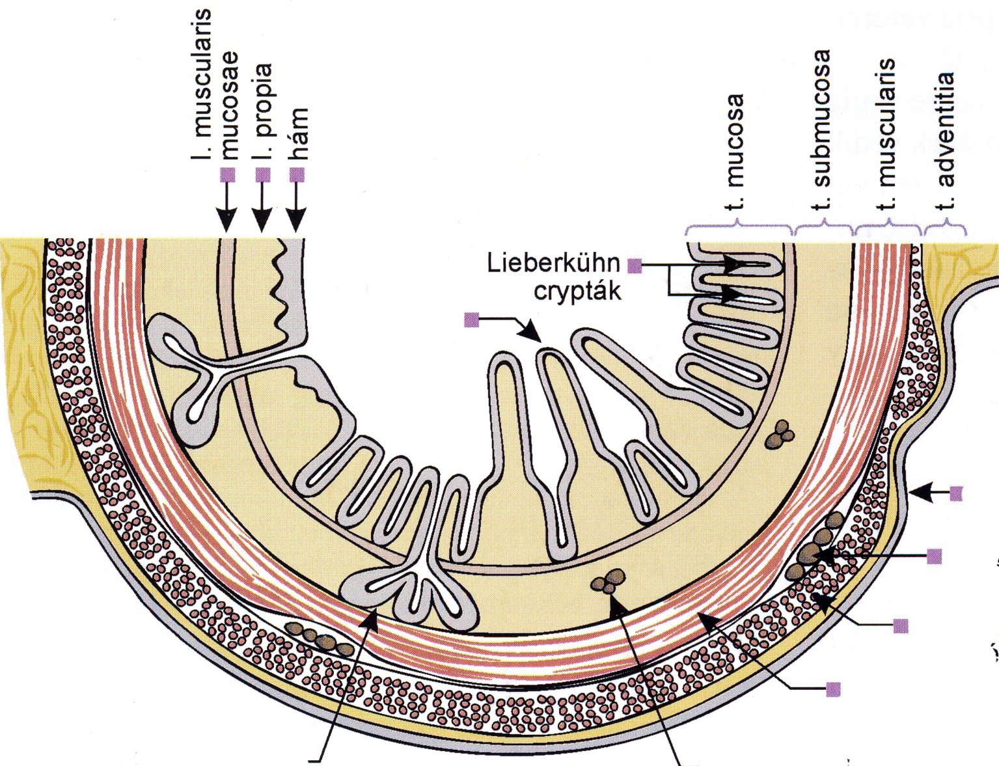 l. muscularis
mucosae
l. propia
hám
t. mucosa
t. submucosa
t. muscularis
t. adventitia
Lieberkühn
crypták